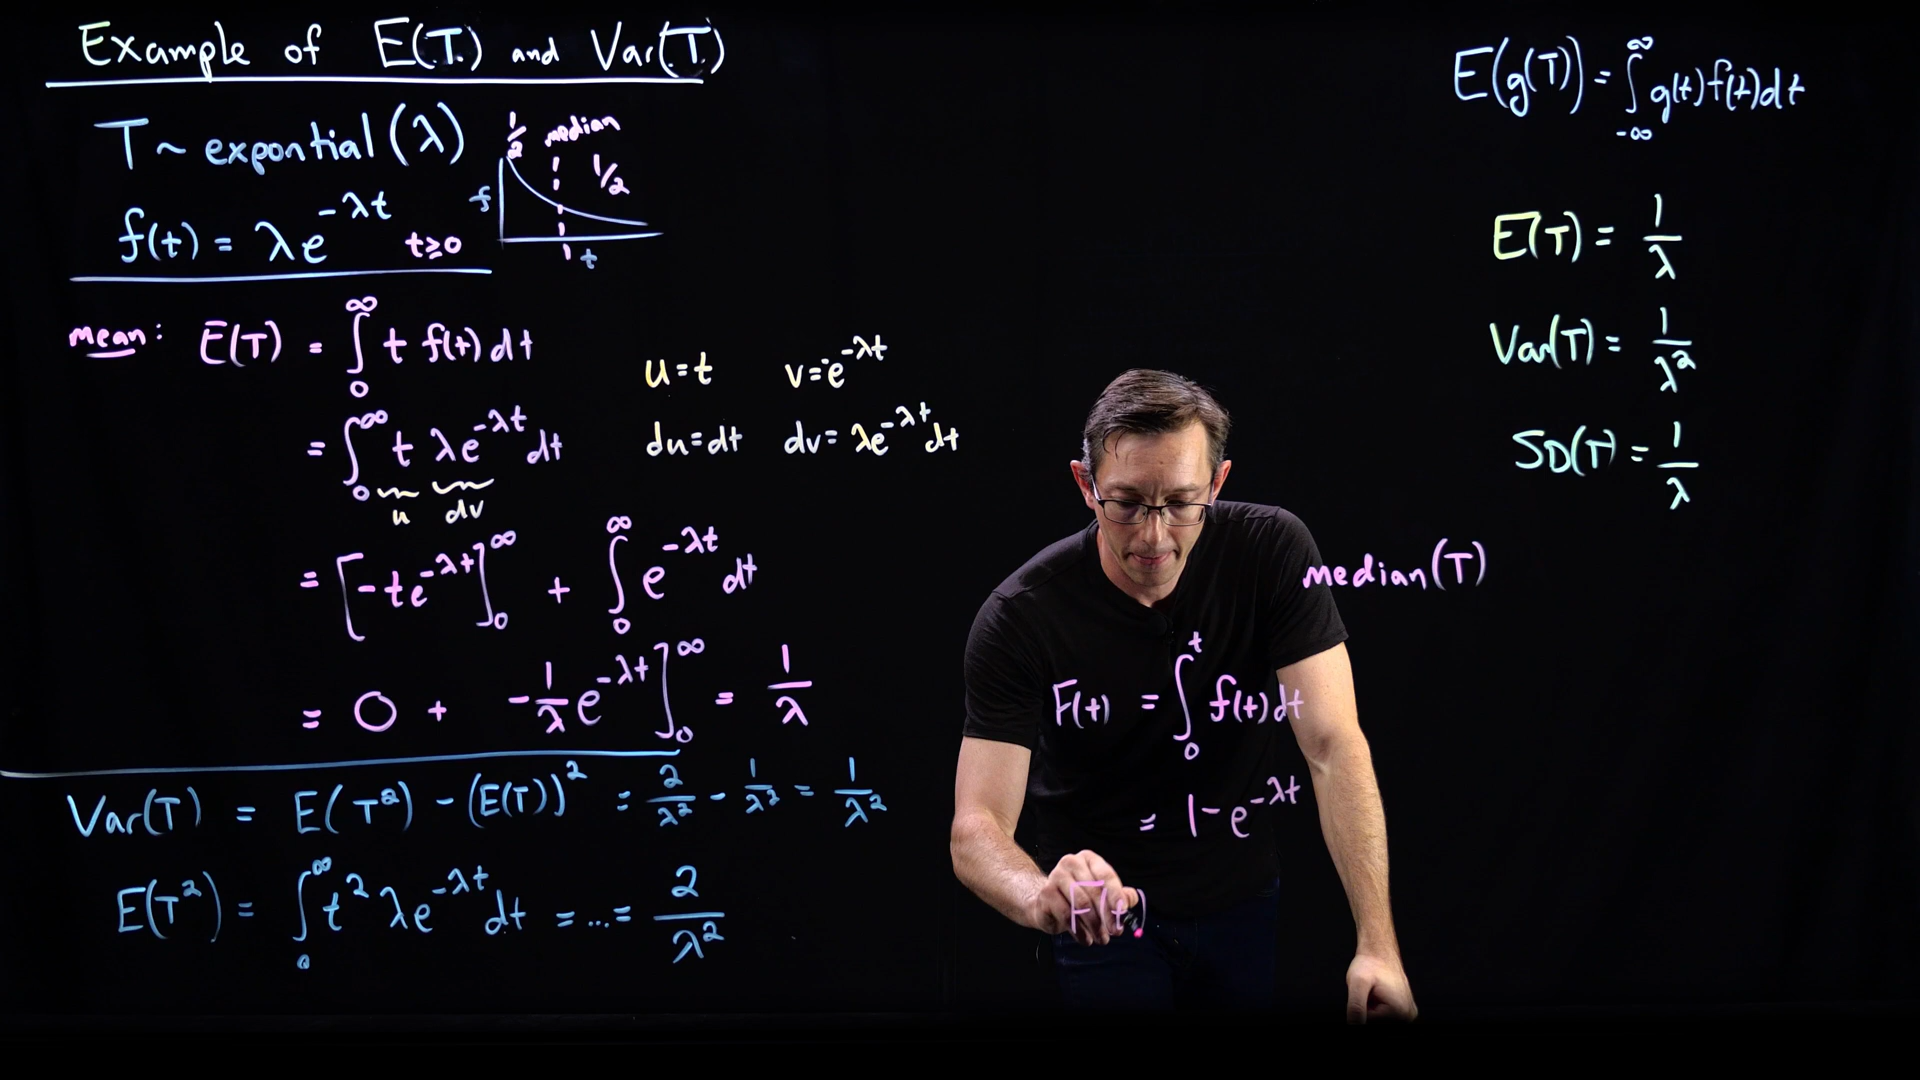 Example of E(T) and Var(T)
T ~ expontial (λ)
f(t) = λe^{-λt} t≥0
1/2 median 1/2
f
t
mean: E(T) = ∫_0^∞ t f(t) dt
= ∫_0^∞ t λe^{-λt} dt
u dv
u=t v=-e^{-λt}
du=dt dv=λe^{-λt}dt
= [-te^{-λt}]_0^∞ + ∫_0^∞ e^{-λt} dt
= 0 + -1/λ e^{-λt}]_0^∞ = 1/λ
Var(T) = E(T²) - (E(T))² = 2/λ² - 1/λ² = 1/λ²
E(T²) = ∫_0^∞ t² λe^{-λt} dt = ... = 2/λ²
E(g(T)) = ∫_{-∞}^∞ g(t) f(t) dt
E(T) = 1/λ
Var(T) = 1/λ²
SD(T) = 1/λ
median(T)
F(t) = ∫_0^t f(t) dt
= 1 - e^{-λt}
F(t)